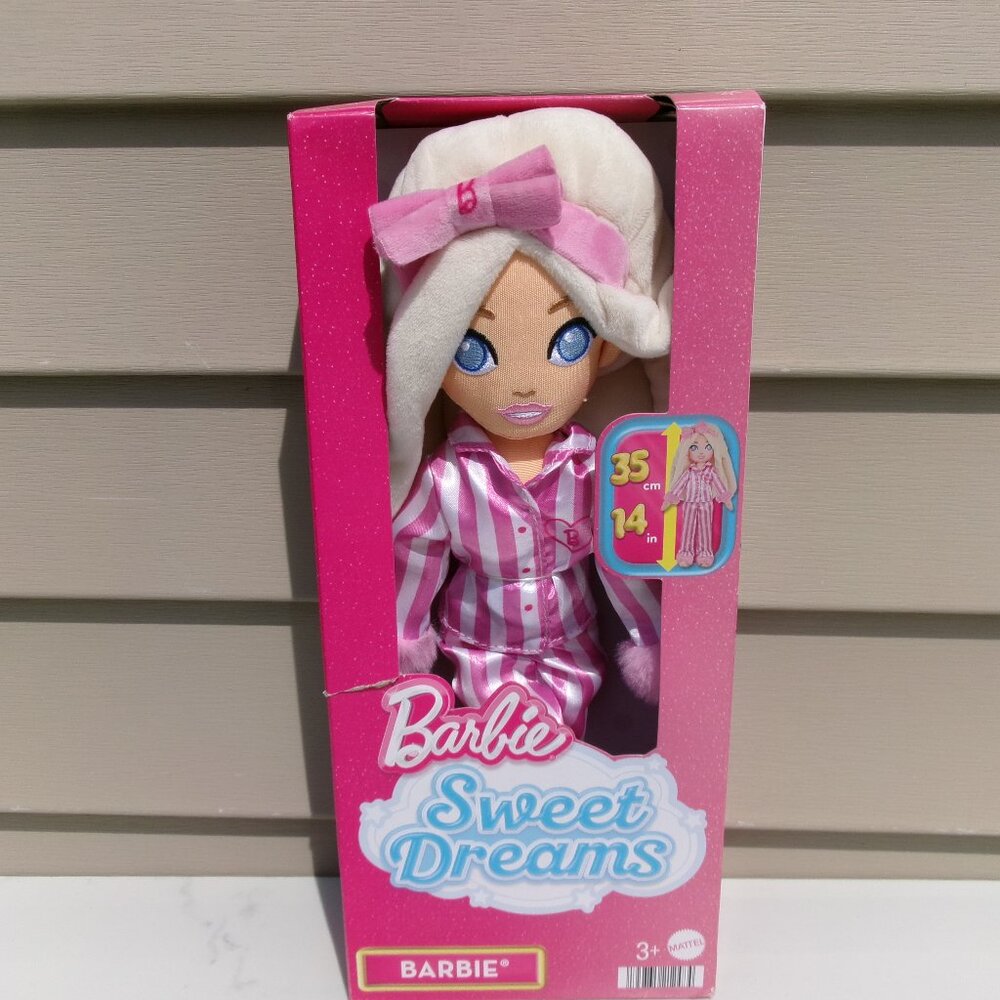 B
35
cm
14
in
B
Barbie
Sweet
Dreams
3+
MATTEL
BARBIE®